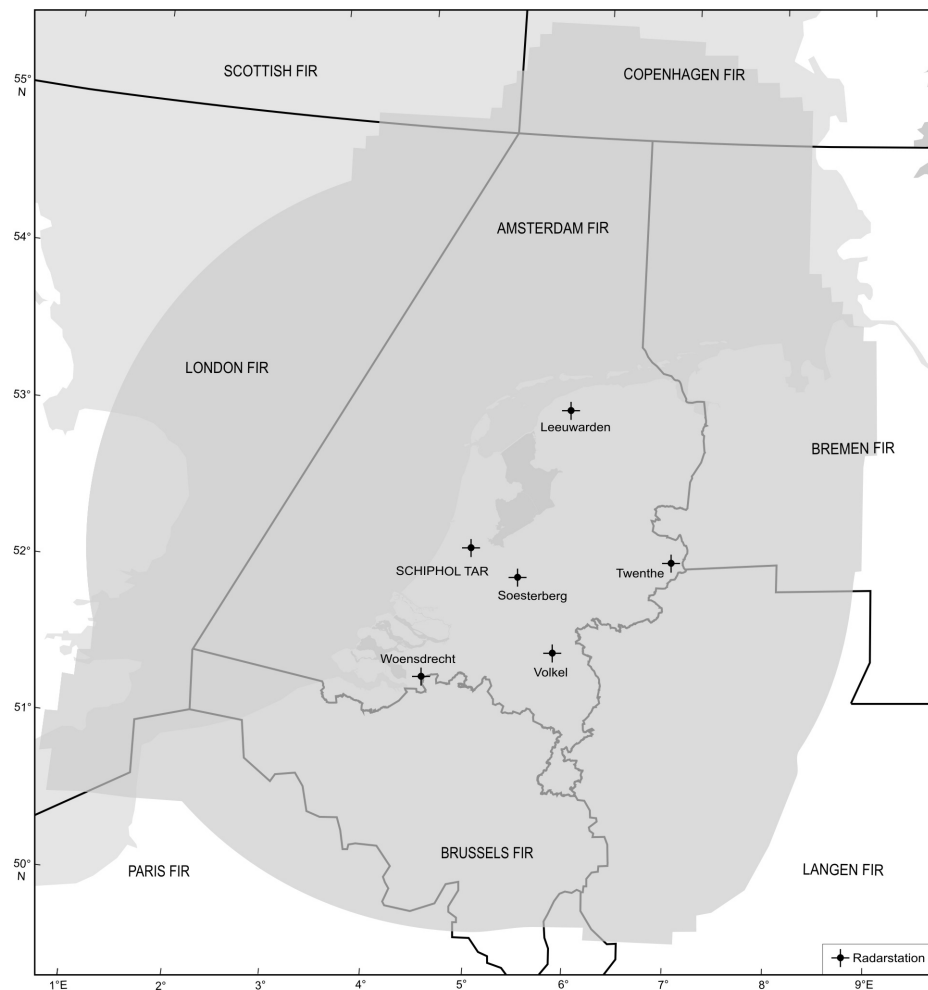 SCOTTISH FIR
COPENHAGEN FIR
55°
N
54°
AMSTERDAM FIR
LONDON FIR
53°
Leeuwarden
BREMEN FIR
52°
SCHIPHOL TAR
Twenthe
Soesterberg
Woensdrecht
Volkel
51°
BRUSSELS FIR
50°
N
PARIS FIR
LANGEN FIR
Radarstation
1°E
2°
3°
4°
5°
6°
7°
8°
9°E